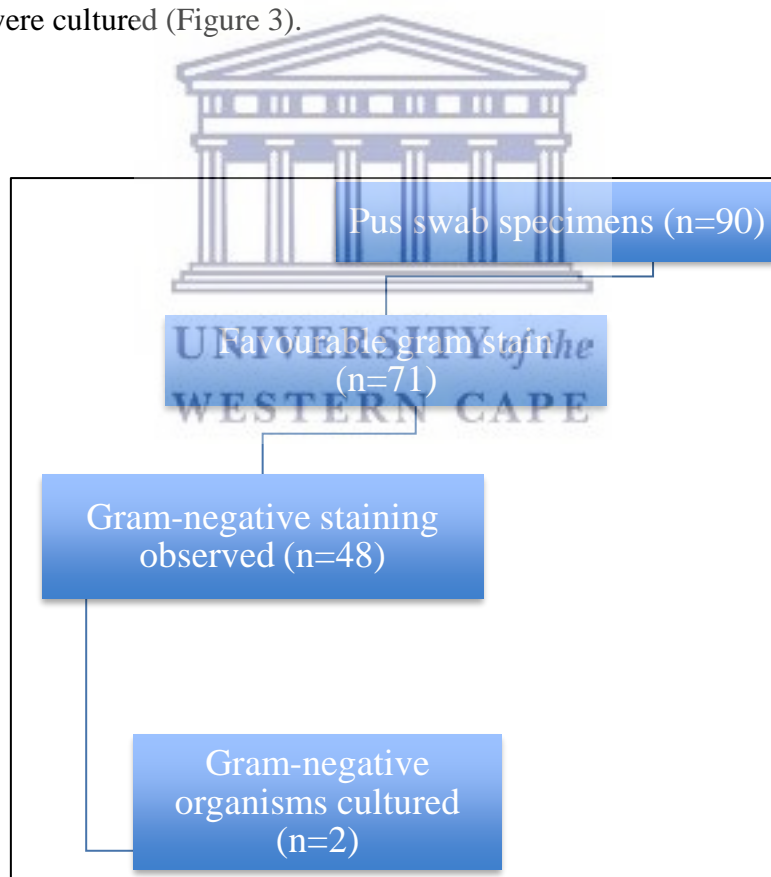 were cultured (Figure 3).
Pus swab specimens (n=90)
Favourable gram stain
(n=71)
UNIVERSITY of the
WESTERN CAPE
Gram-negative staining
observed (n=48)
Gram-negative
organisms cultured
(n=2)